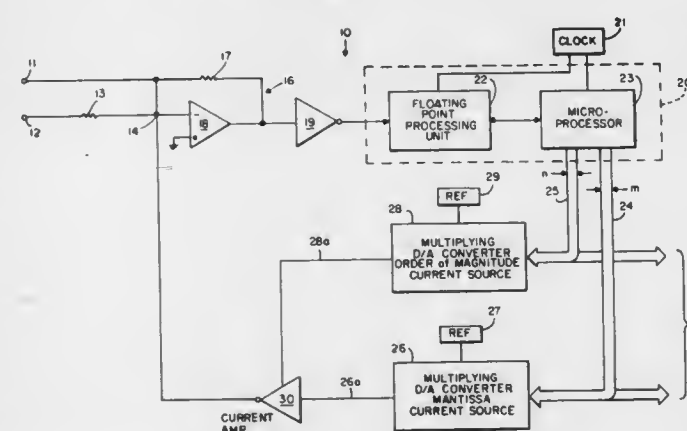 10
21
CLOCK
20
11
17
16
22
23
13
FLOATING
POINT
PROCESSING
UNIT
MICRO-
PROCESSOR
12
14
18
19
n
m
25
24
29
REF
28
28a
MULTIPLYING
D/A CONVERTER
ORDER of MAGNITUDE
CURRENT SOURCE
27
REF
26
26a
MULTIPLYING
D/A CONVERTER
MANTISSA
CURRENT SOURCE
30
CURRENT
AMP